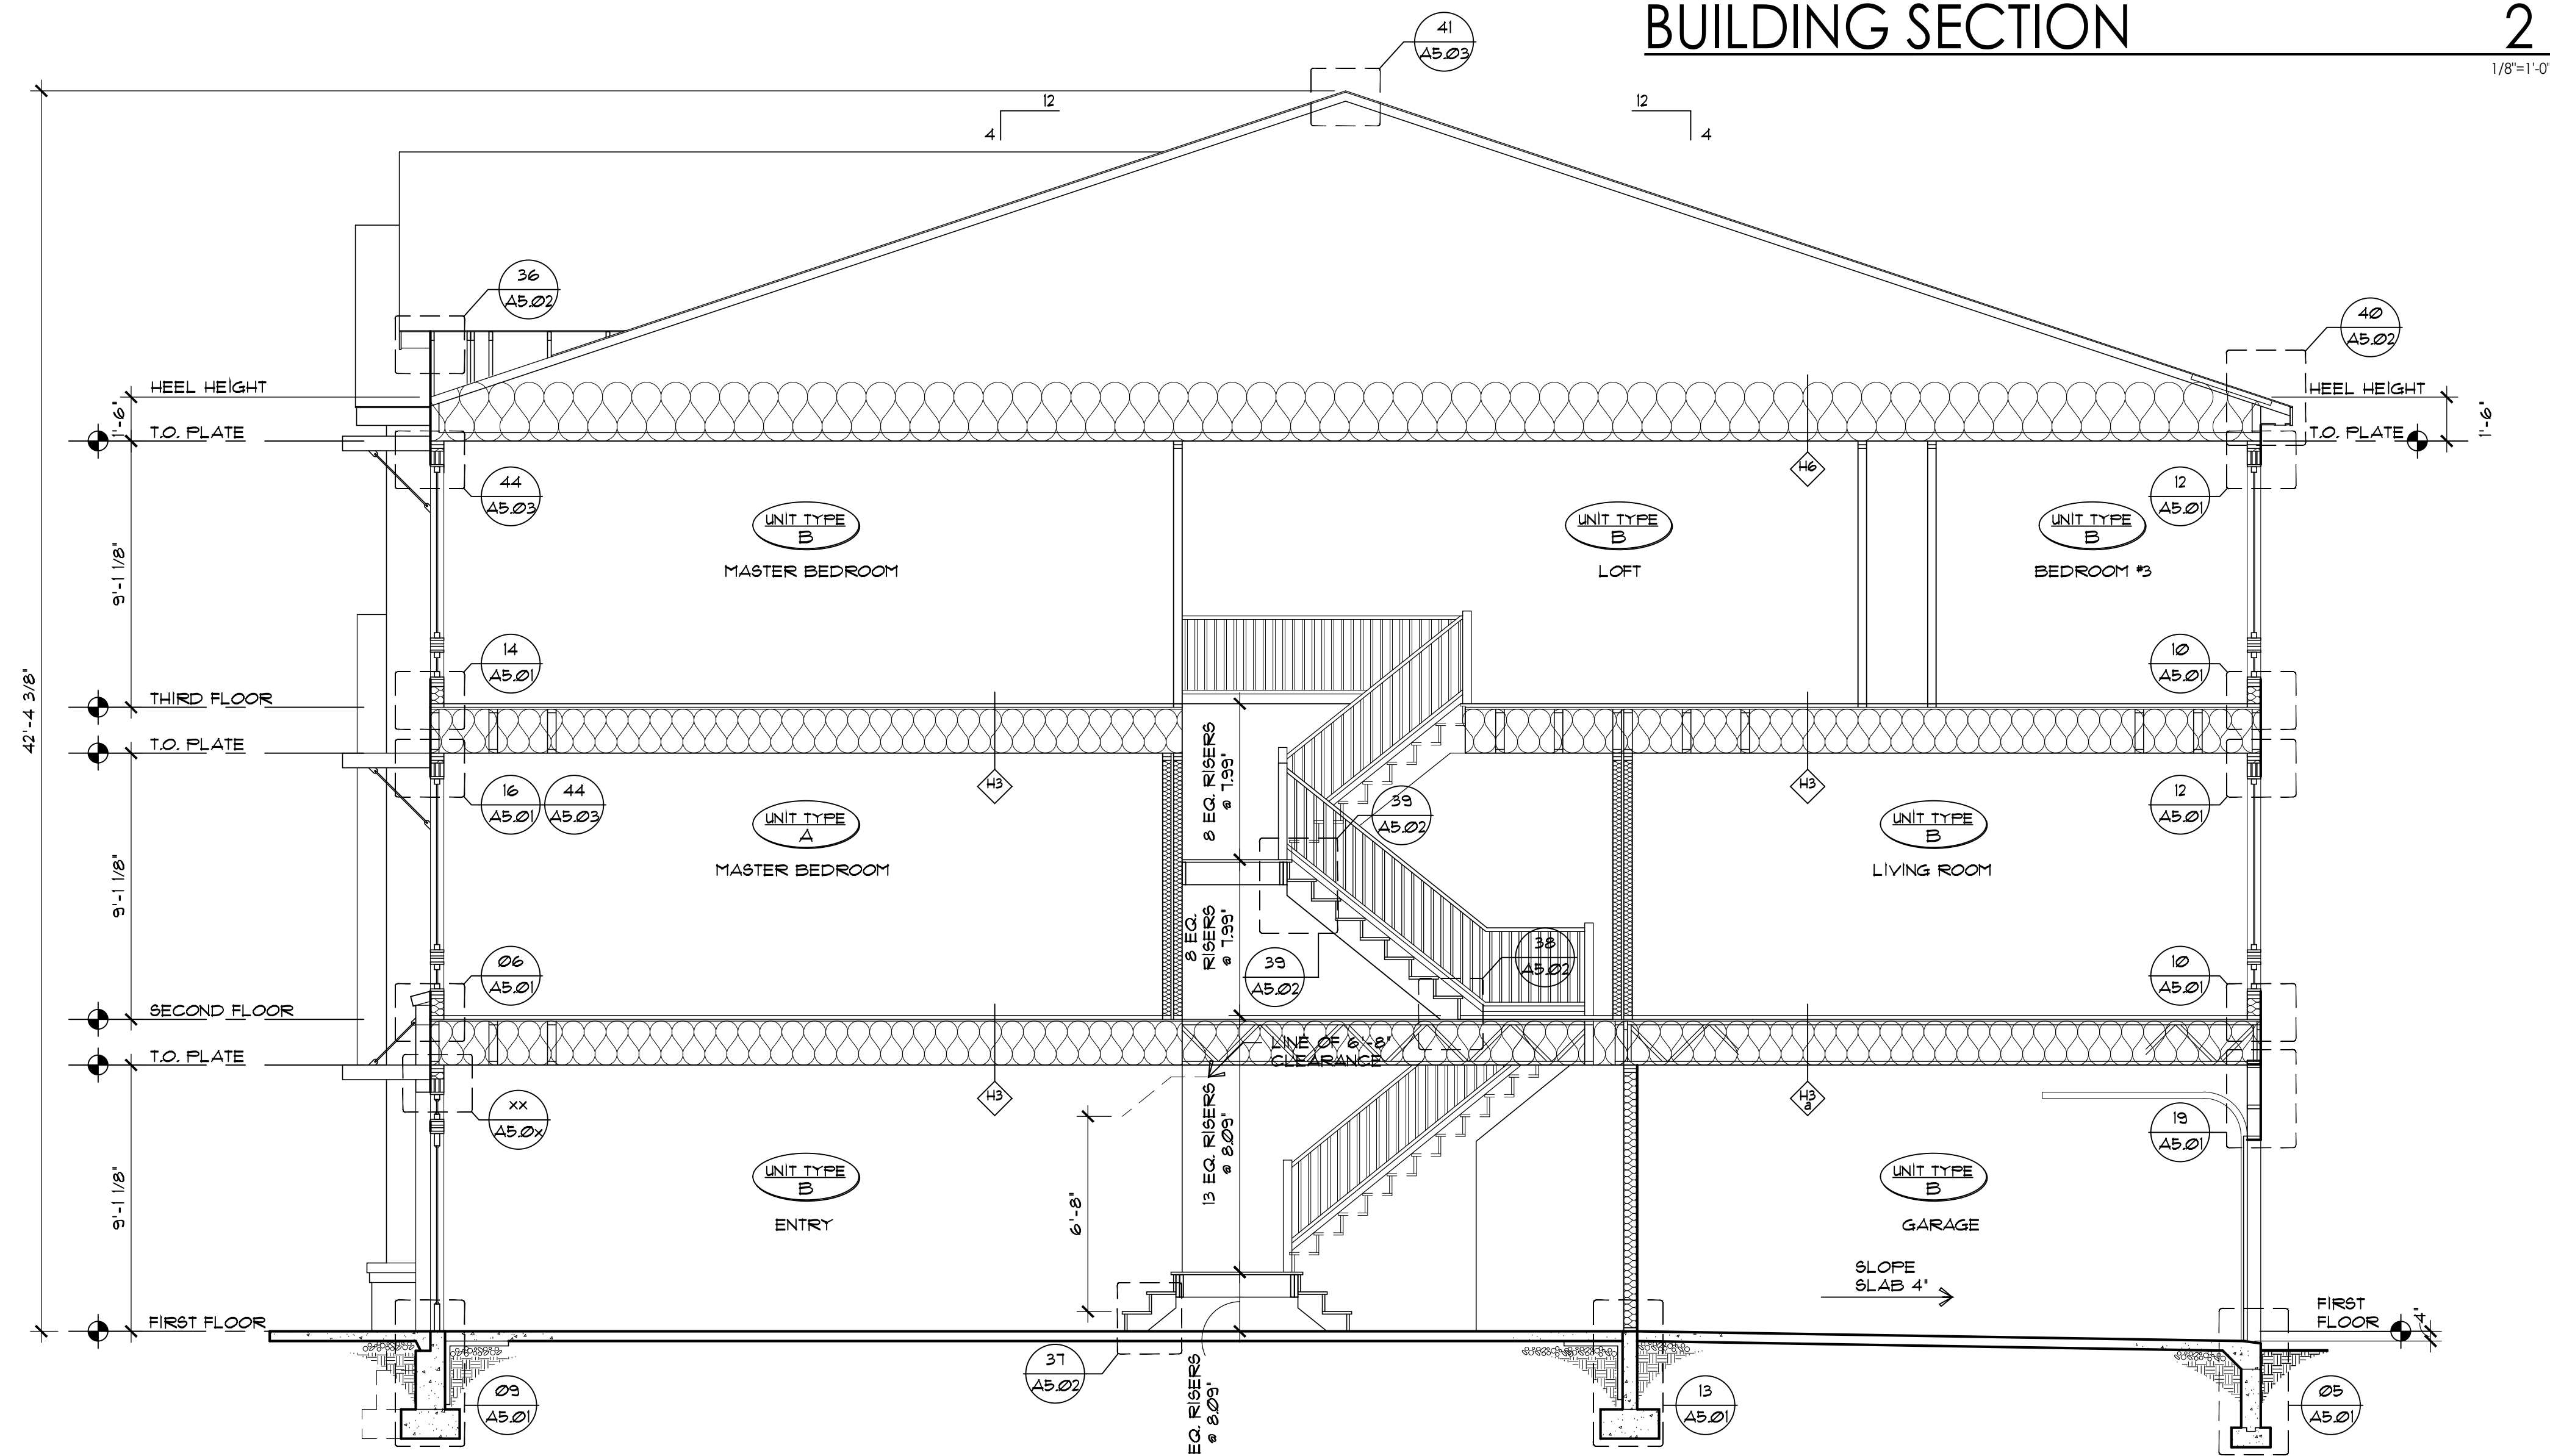 BUILDING SECTION
2
1/8"=1'-0"
41
A5.03
12
4
12
4
36
A5.02
40
A5.02
HEEL HEIGHT
HEEL HEIGHT
1'-6"
1'-6"
T.O. PLATE
T.O. PLATE
H6
44
A5.03
12
A5.01
UNIT TYPE
B
MASTER BEDROOM
UNIT TYPE
B
LOFT
UNIT TYPE
B
BEDROOM #3
9'-1 1/8"
42'-4 3/8"
14
A5.01
10
A5.01
THIRD FLOOR
T.O. PLATE
8 EQ. RISERS
@ 7.99"
H3
H3
16
A5.01
44
A5.03
39
A5.02
12
A5.01
UNIT TYPE
A
MASTER BEDROOM
UNIT TYPE
B
LIVING ROOM
9'-1 1/8"
8 EQ.
RISERS
@ 7.99"
06
A5.01
39
A5.02
38
A5.02
10
A5.01
SECOND FLOOR
T.O. PLATE
LINE OF 6'-8"
CLEARANCE
H3
H3
a
XX
A5.0X
19
A5.01
13 EQ. RISERS
@ 8.09"
UNIT TYPE
B
ENTRY
UNIT TYPE
B
GARAGE
9'-1 1/8"
6'-8"
SLOPE
SLAB 4"
FIRST FLOOR
FIRST
FLOOR
4"
37
A5.02
EQ. RISERS
@ 8.09"
09
A5.01
13
A5.01
05
A5.01